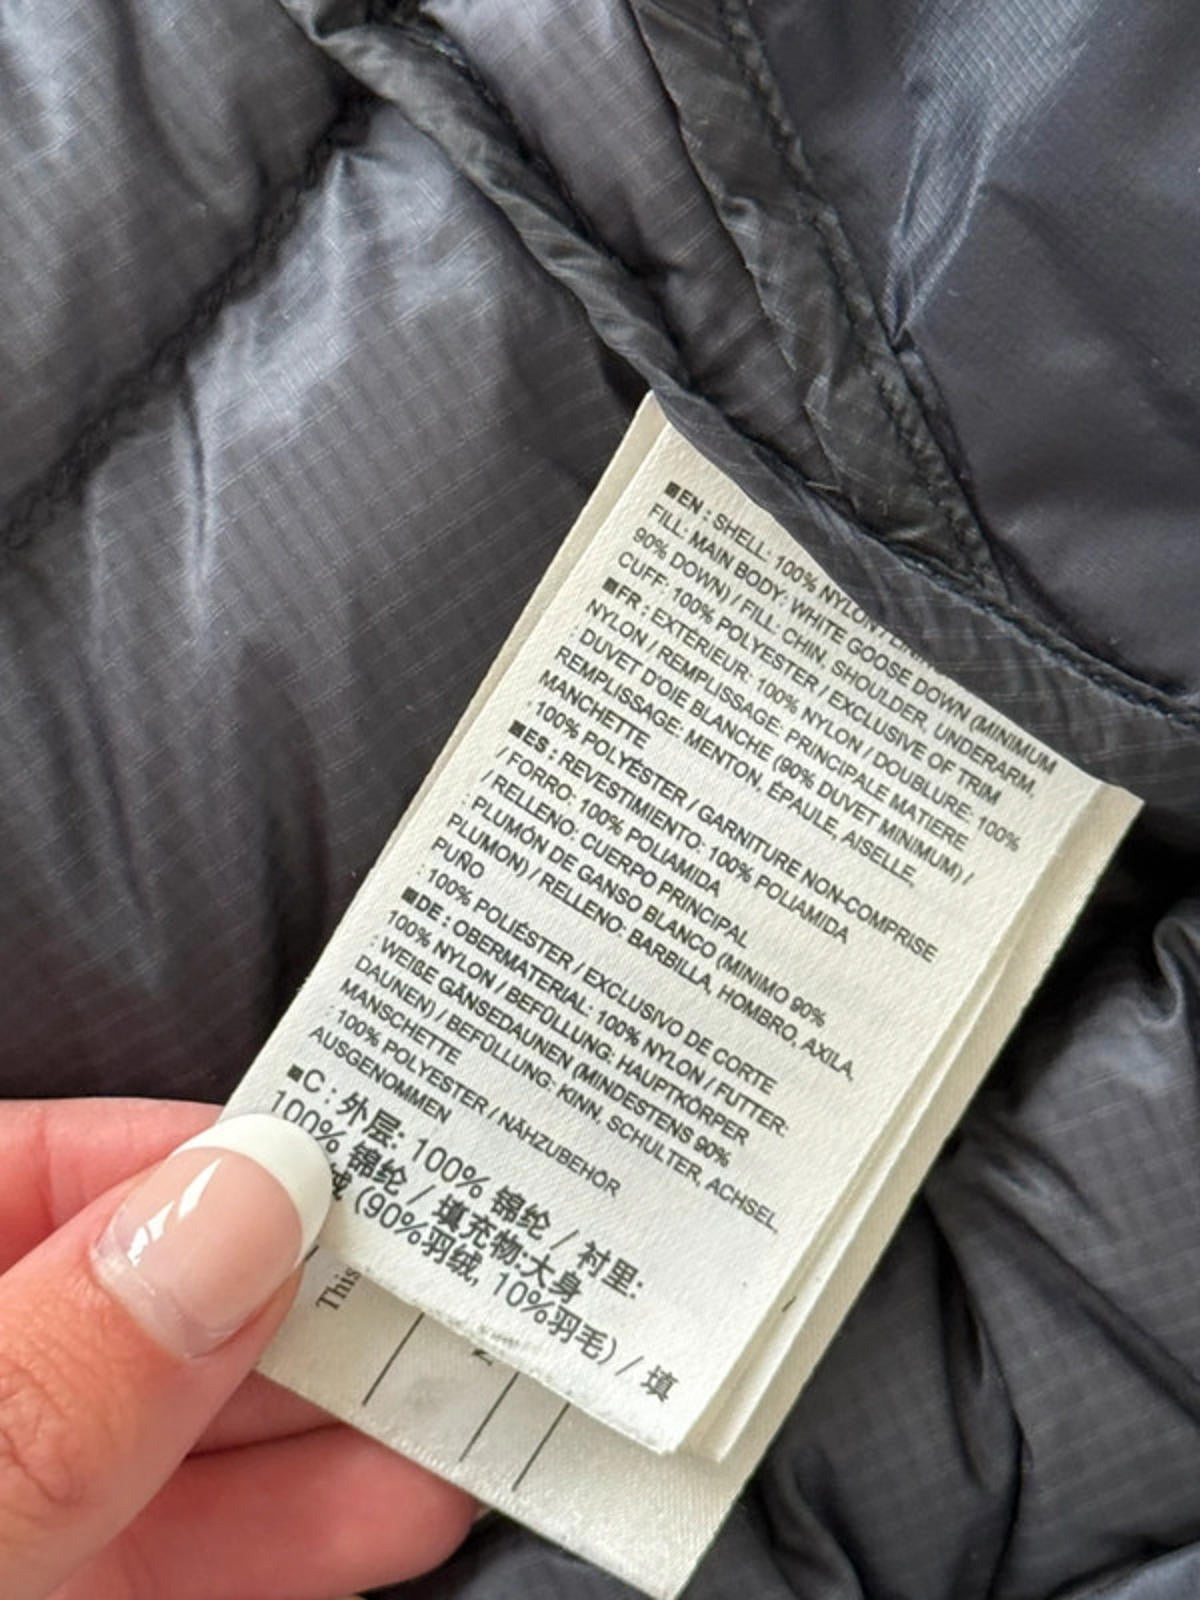 ■EN : SHELL: 100% NYLON /
FILL: MAIN BODY: WHITE GOOSE DOWN (MINIMUM
90% DOWN) / FILL: CHIN, SHOULDER, UNDERARM,
CUFF: 100% POLYESTER / EXCLUSIVE OF TRIM
■FR : EXTÉRIEUR: 100% NYLON / DOUBLURE: 100%
NYLON / REMPLISSAGE: PRINCIPALE MATIERE
: DUVET D'OIE BLANCHE (90% DUVET MINIMUM) /
REMPLISSAGE: MENTON, ÉPAULE, AISELLE,
MANCHETTE
: 100% POLYÉSTER / GARNITURE NON-COMPRISE
■ES : REVESTIMIENTO: 100% POLIAMIDA
/ FORRO: 100% POLIAMIDA
/ RELLENO: CUERPO PRINCIPAL
: PLUMÓN DE GANSO BLANCO (MINIMO 90%
PLUMON) / RELLENO: BARBILLA, HOMBRO, AXILA,
PUÑO
: 100% POLIÉSTER / EXCLUSIVO DE CORTE
■DE : OBERMATERIAL: 100% NYLON / FUTTER:
100% NYLON / BEFÜLLUNG: HAUPTKÖRPER
: WEIßE GÄNSEDAUNEN (MINDESTENS 90%
DAUNEN) / BEFÜLLUNG: KINN, SCHULTER, ACHSEL,
MANSCHETTE
: 100% POLYESTER / NÄHZUBEHÖR
AUSGENOMMEN
■C : 外层: 100% 锦纶 / 衬里:
100% 锦纶 / 填充物:大身
绒 (90%羽绒, 10%羽毛) / 填
This